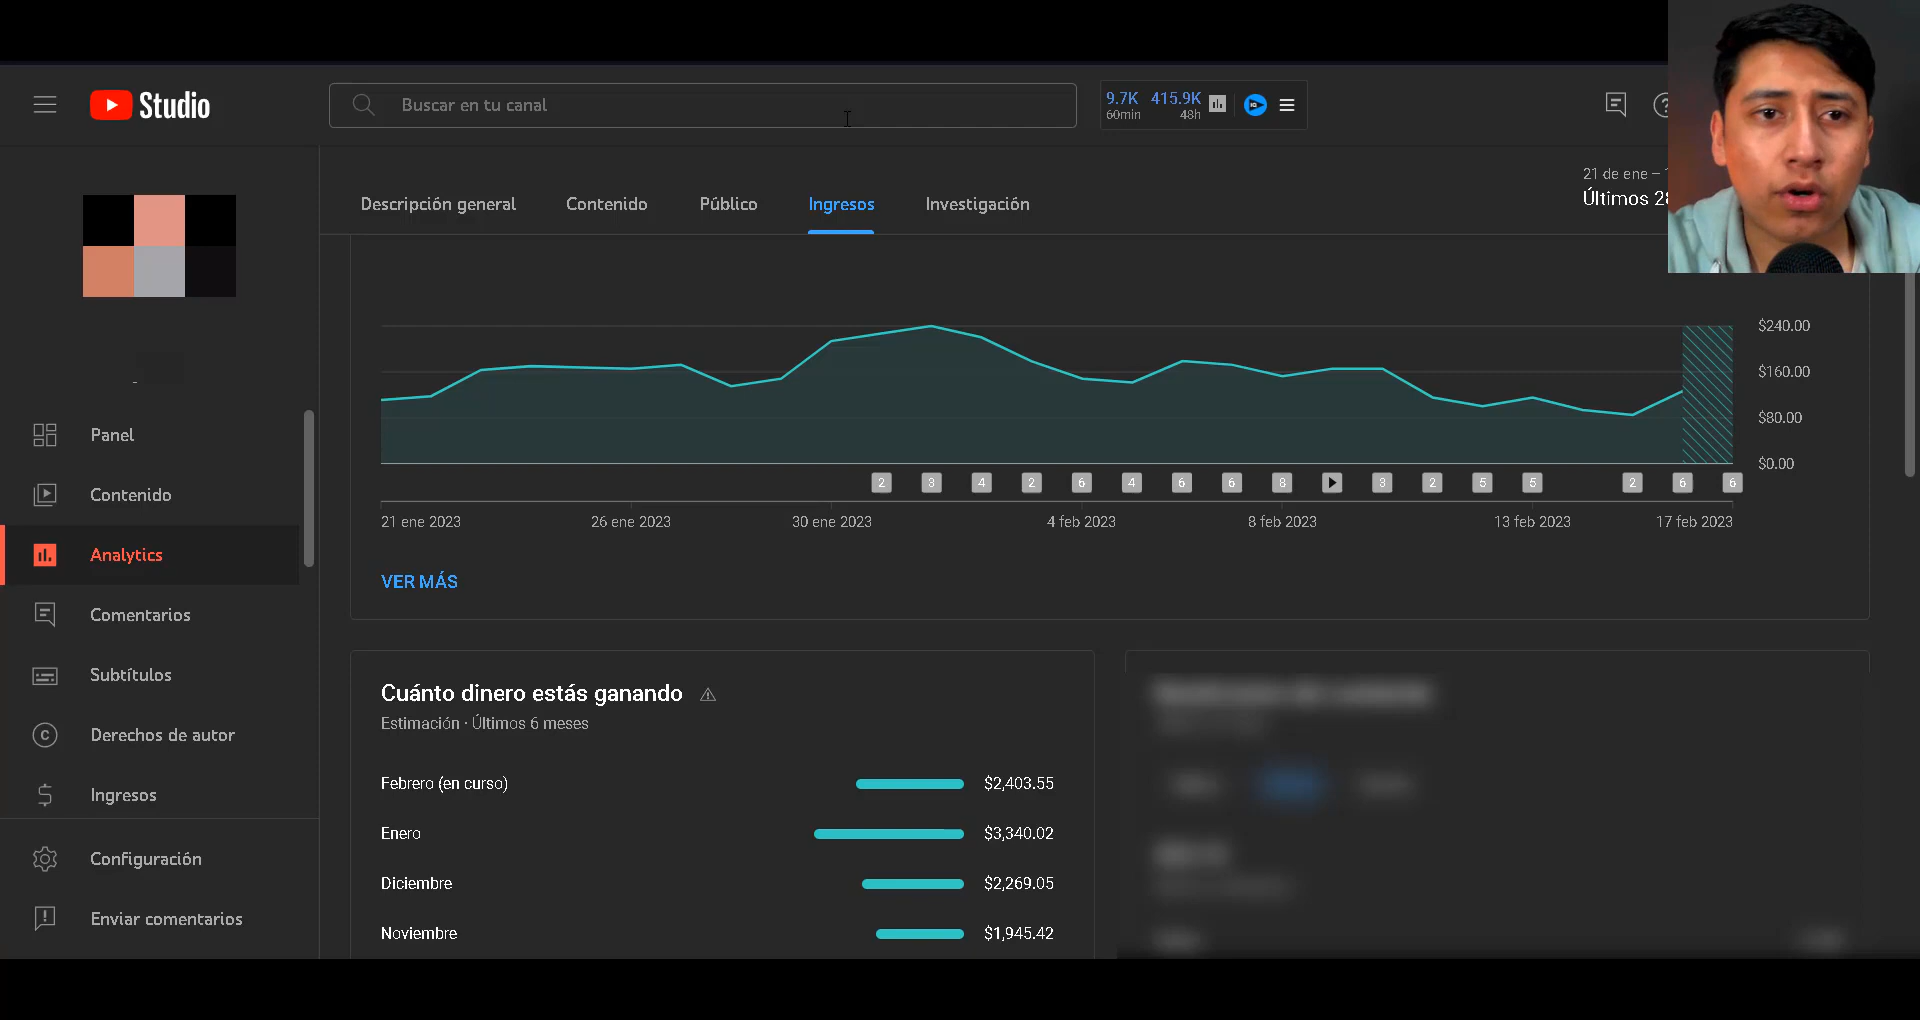 Studio
Buscar en tu canal
9.7K 415.9K
60min 48h
Descripción general Contenido Público Ingresos Investigación
21 de ene –
Últimos
$240.00
$160.00
$80.00
$0.00
2 3 4 2 6 4 6 6 8 3 2 5 5 2 6 6
21 ene 2023 26 ene 2023 30 ene 2023 4 feb 2023 8 feb 2023 13 feb 2023 17 feb 2023
VER MÁS
Panel
Contenido
Analytics
Comentarios
Subtítulos
Derechos de autor
Ingresos
Configuración
Enviar comentarios
Cuánto dinero estás ganando
Estimación · Últimos 6 meses
Febrero (en curso) $2,403.55
Enero $3,340.02
Diciembre $2,269.05
Noviembre $1,945.42